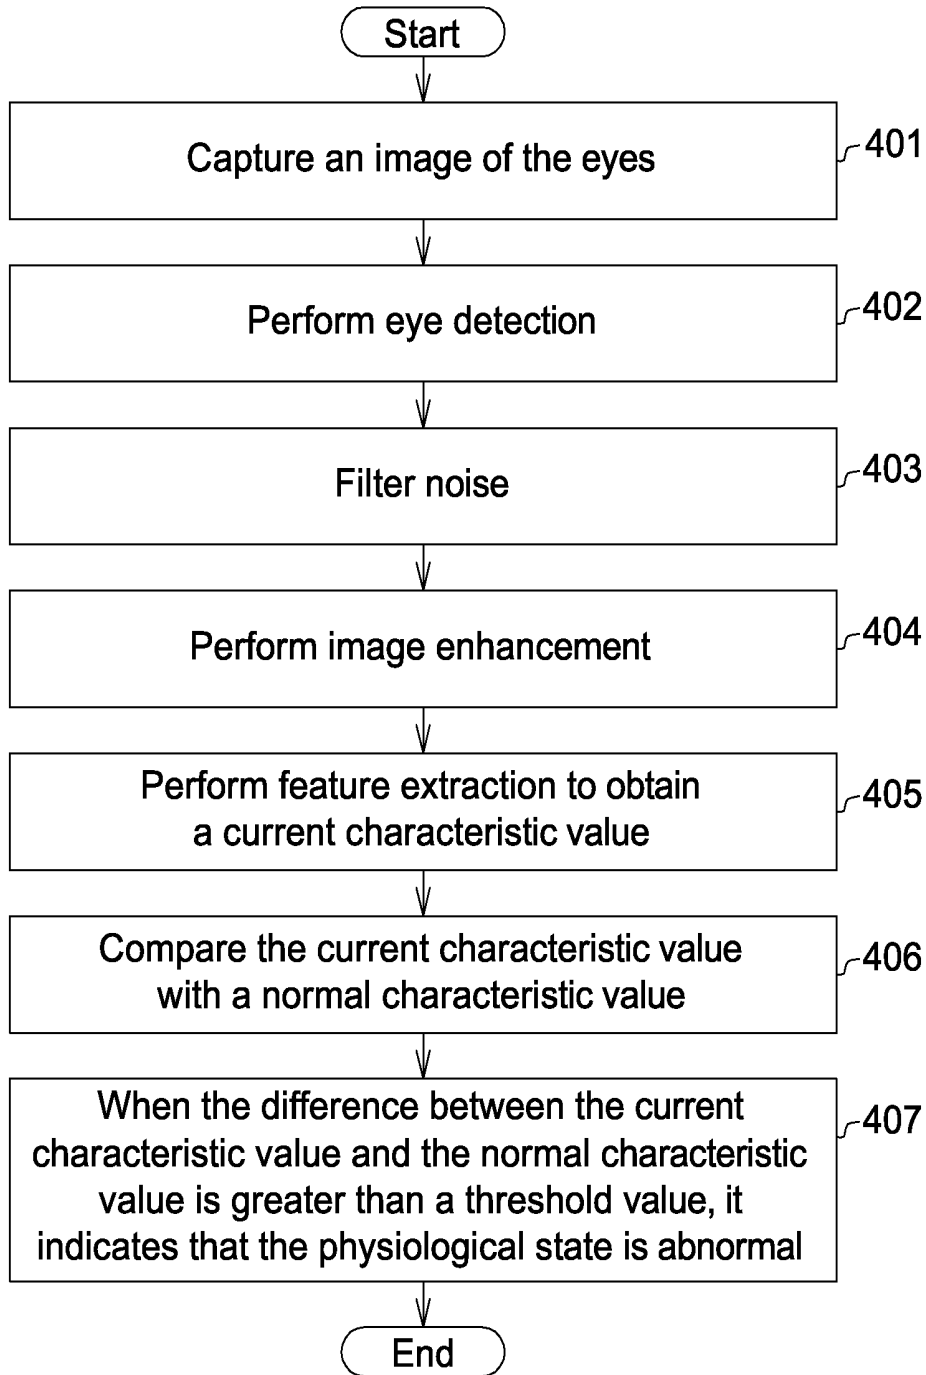 Start
Capture an image of the eyes
401
Perform eye detection
402
Filter noise
403
Perform image enhancement
404
Perform feature extraction to obtain
a current characteristic value
405
Compare the current characteristic value
with a normal characteristic value
406
When the difference between the current
characteristic value and the normal characteristic
value is greater than a threshold value, it
indicates that the physiological state is abnormal
407
End